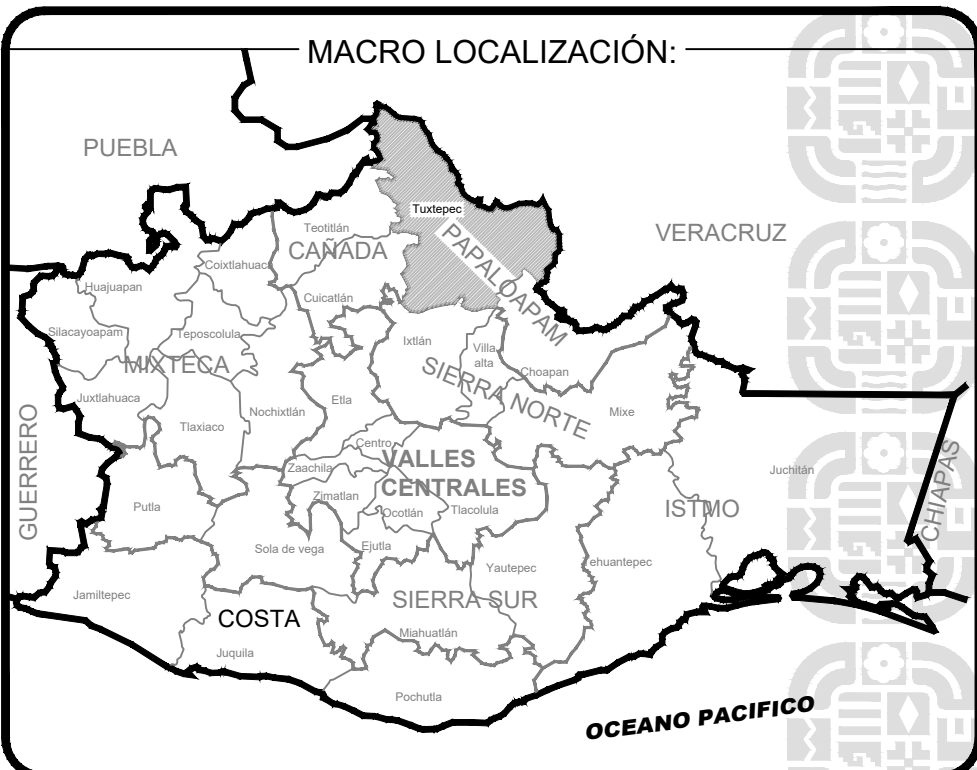 MACRO LOCALIZACIÓN:
PUEBLA
Tuxtepec
VERACRUZ
Teotitlán
CAÑADA
PAPALOAPAM
Coixtlahuac
Huajuapan
Cuicatlán
Silacayoapam
Teposcolula
Ixtlán
Villa
alta
MIXTECA
Choapan
SIERRA NORTE
Juxtlahuaca
Nochixtlán
Etla
Mixe
Tlaxiaco
Centro
GUERRERO
VALLES
CENTRALES
Zaachila
Juchitán
CHIAPAS
Zimatlan
Putla
Ocotlán
Tlacolula
ISTMO
Sola de vega
Ejutla
Yautepec
ehuantepec
Jamiltepec
SIERRA SUR
COSTA
Miahuatlán
Juquila
Pochutla
OCEANO PACIFICO